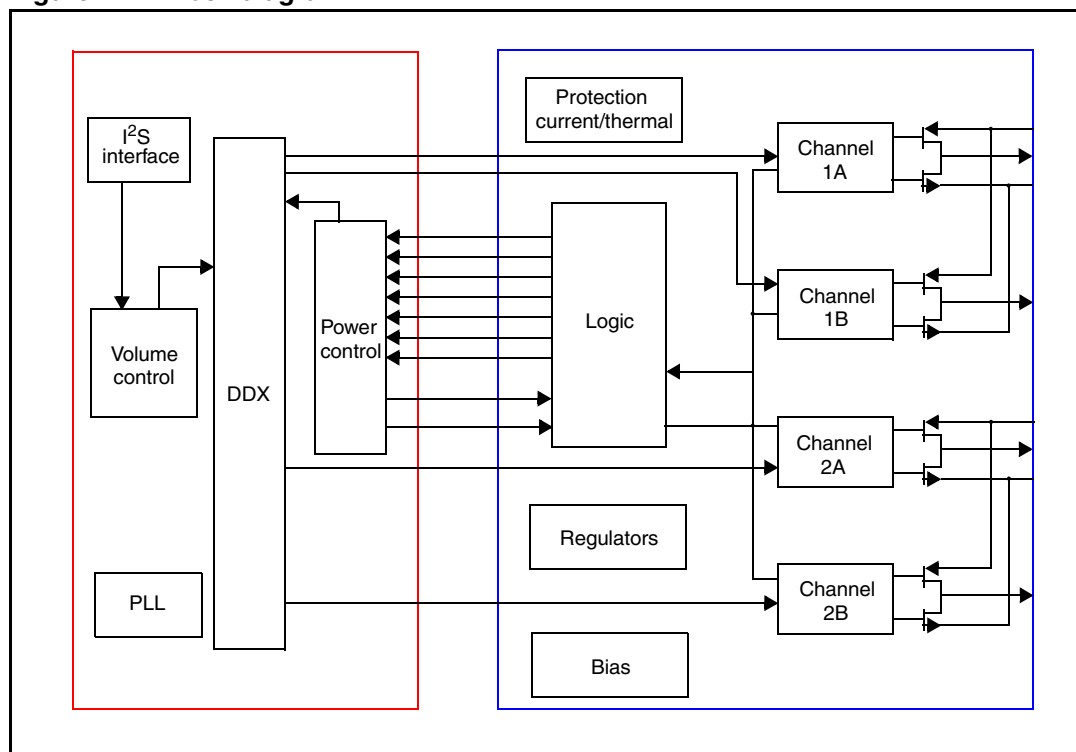 I²S
interface
Volume
control
DDX
Power
control
PLL
Protection
current/thermal
Logic
Regulators
Bias
Channel
1A
Channel
1B
Channel
2A
Channel
2B